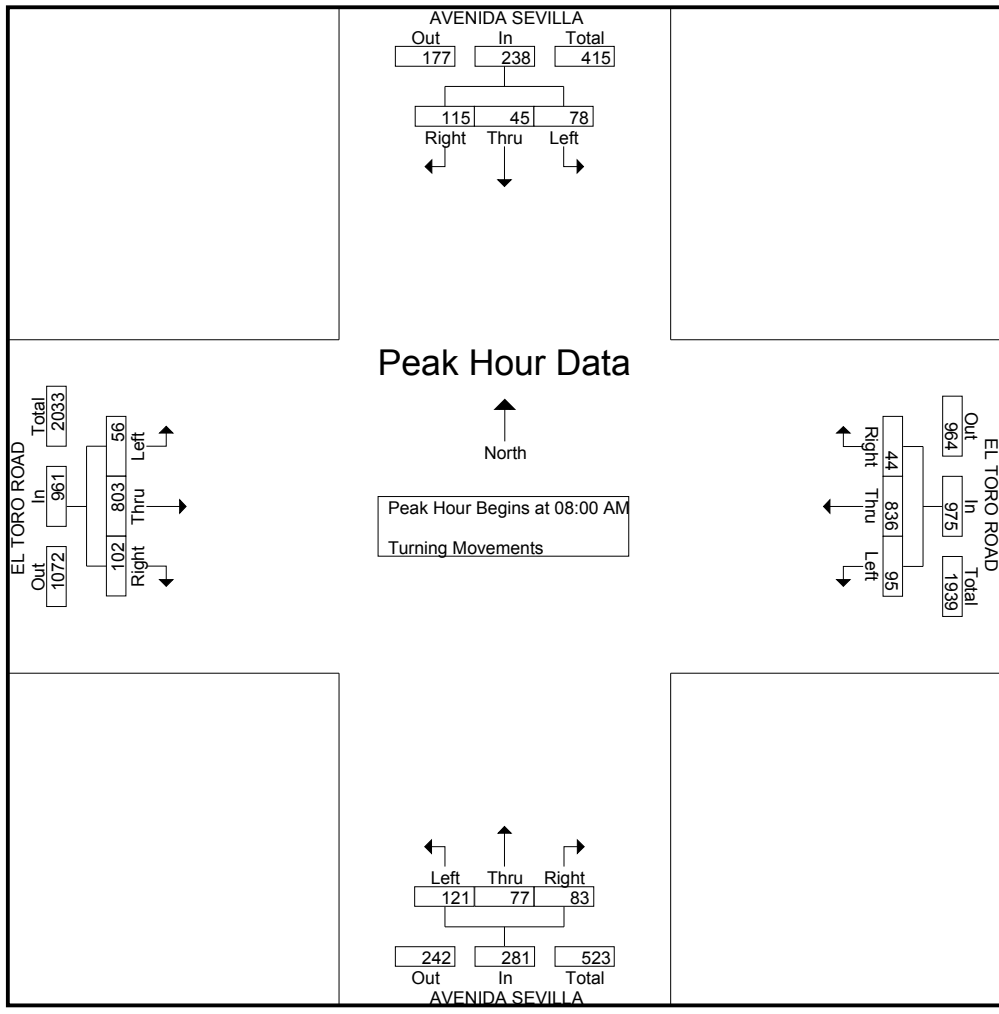 AVENIDA SEVILLA
Out In Total
177 238 415
115 45 78
Right Thru Left
Peak Hour Data
North
Peak Hour Begins at 08:00 AM
Turning Movements
EL TORO ROAD
Out In Total
1072 961 2033
102 803 56
Right Thru Left
EL TORO ROAD
Out In Total
964 975 1939
44 836 95
Right Thru Left
Left Thru Right
121 77 83
242 281 523
Out In Total
AVENIDA SEVILLA